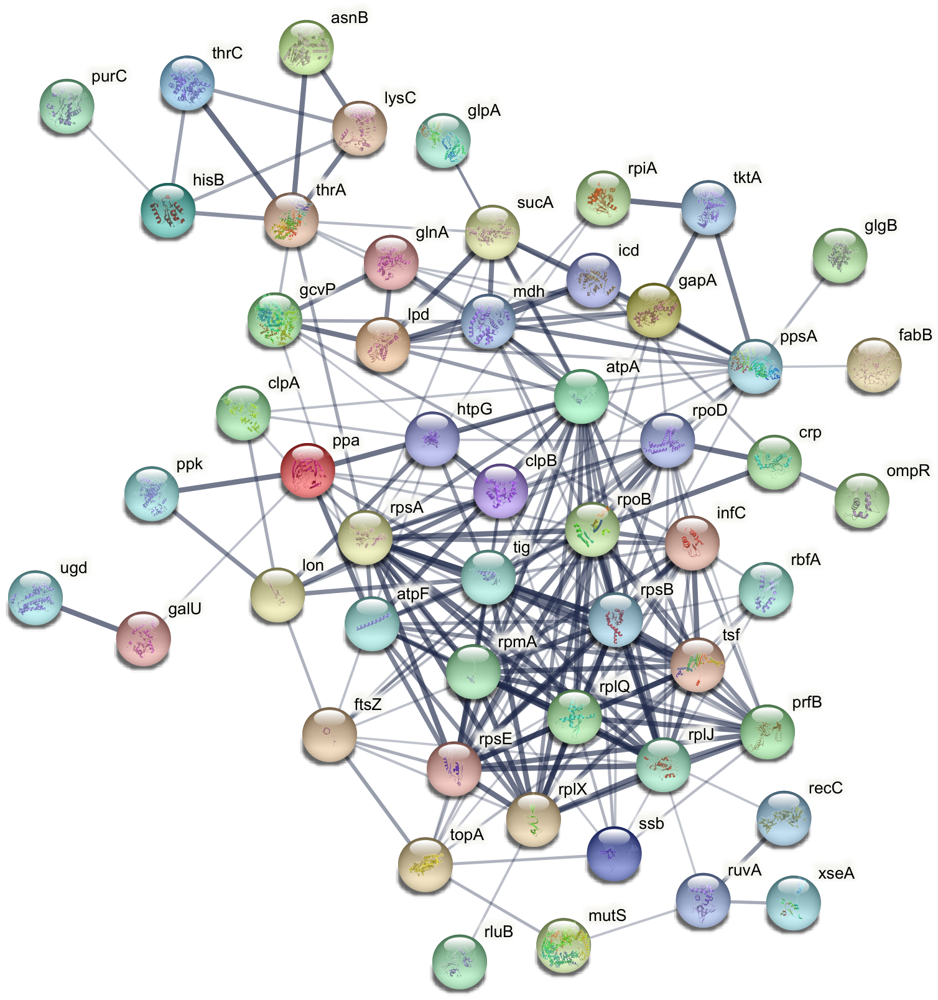 asnB
thrC
purC
lysC
glpA
rpiA
tktA
hisB
thrA
sucA
glnA
icd
glgB
gapA
gcvP
mdh
lpd
ppsA
fabB
atpA
clpA
htpG
rpoD
crp
ppa
ppk
clpB
ompR
rpsA
rpoB
infC
tig
rbfA
lon
ugd
atpF
rpsB
galU
rpmA
tsf
rplQ
ftsZ
prfB
rpsE
rplJ
rplX
recC
ssb
topA
ruvA
xseA
mutS
rluB